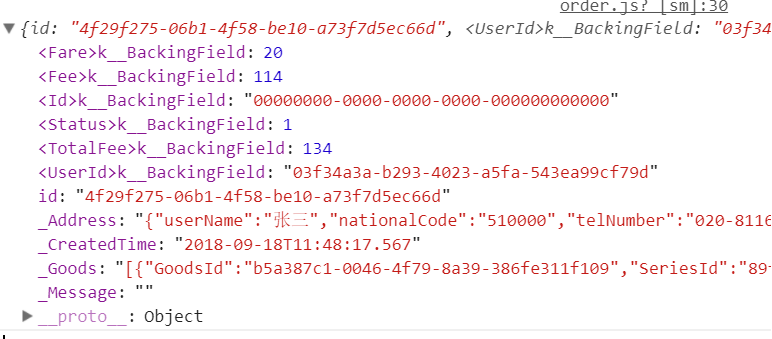 order.js? [sm]:30
▼{id: "4f29f275-06b1-4f58-be10-a73f7d5ec66d", <UserId>k__BackingField: "03f34
<Fare>k__BackingField: 20
<Fee>k__BackingField: 114
<Id>k__BackingField: "00000000-0000-0000-0000-000000000000"
<Status>k__BackingField: 1
<TotalFee>k__BackingField: 134
<UserId>k__BackingField: "03f34a3a-b293-4023-a5fa-543ea99cf79d"
id: "4f29f275-06b1-4f58-be10-a73f7d5ec66d"
_Address: "{"userName":"张三","nationalCode":"510000","telNumber":"020-8116
_CreatedTime: "2018-09-18T11:48:17.567"
_Goods: "[{"GoodsId":"b5a387c1-0046-4f79-8a39-386fe311f109","SeriesId":"89
_Message: ""
▶__proto__: Object